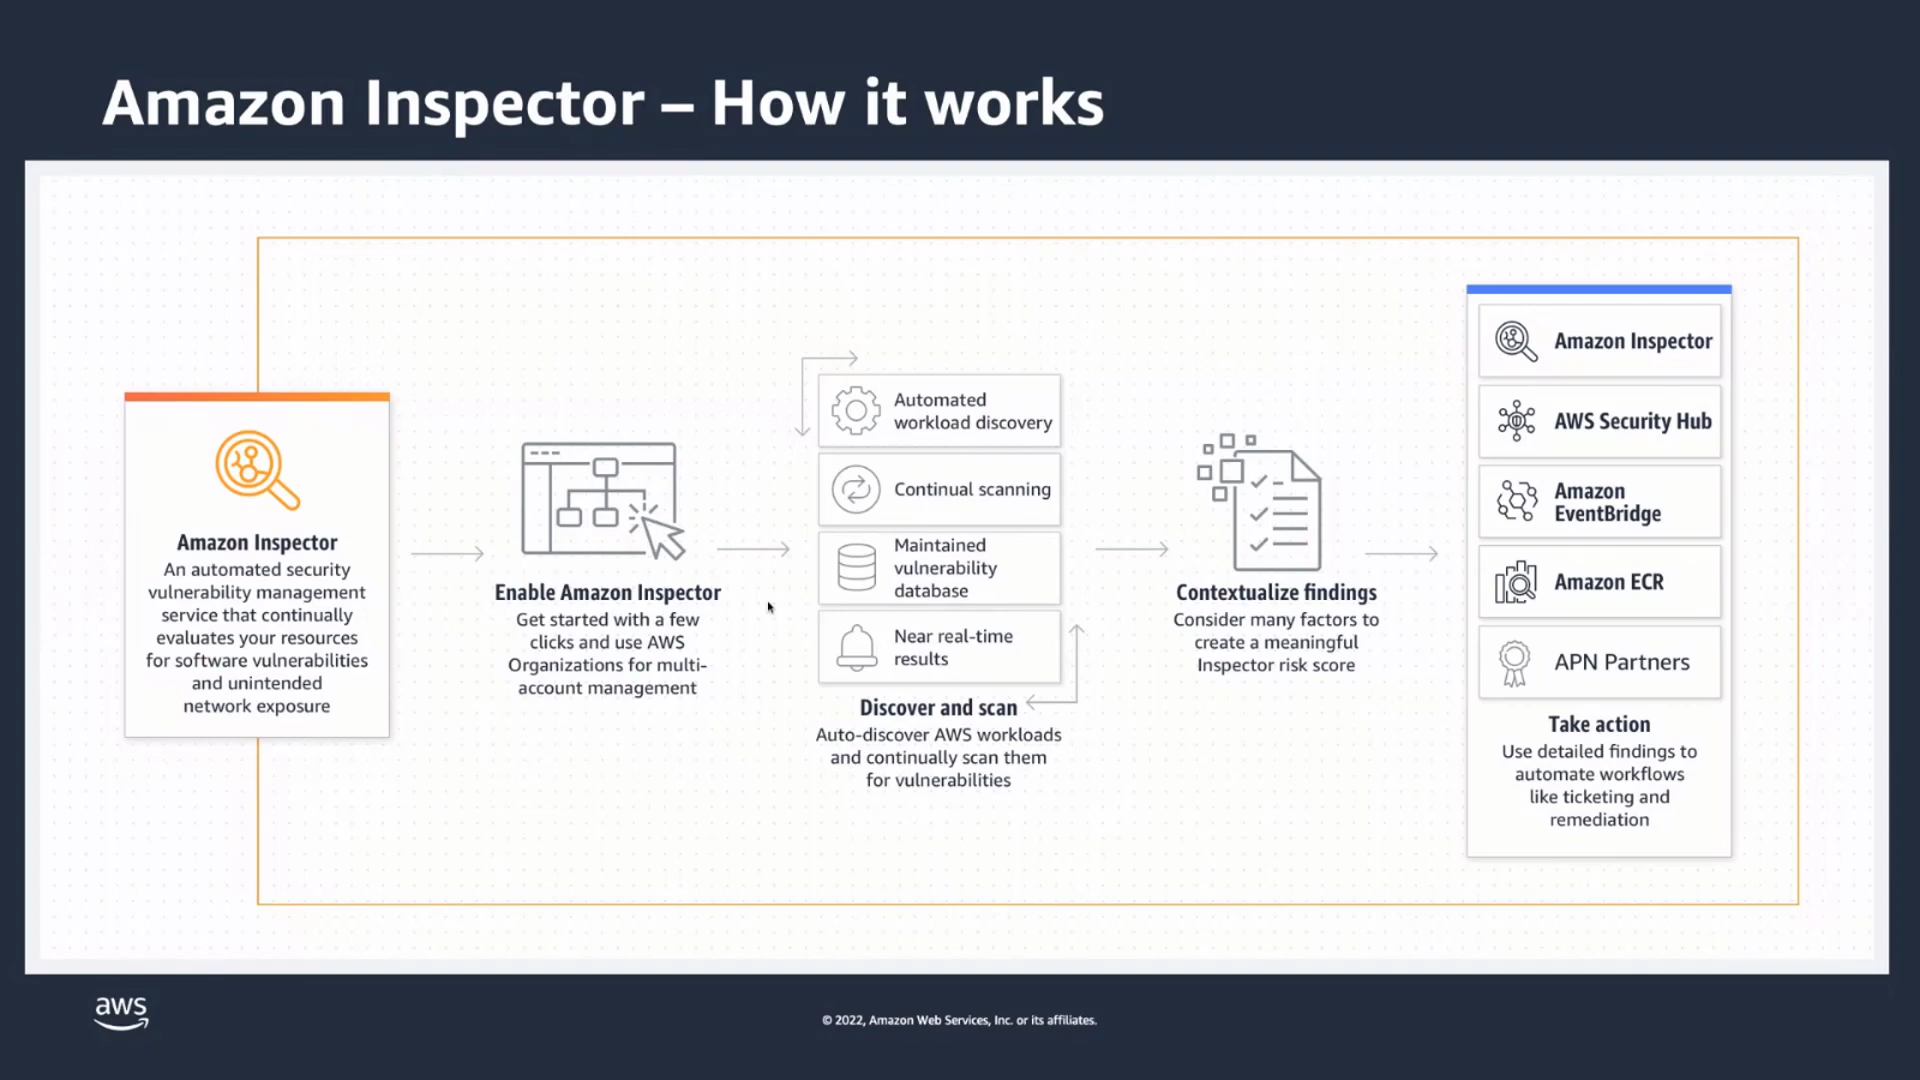 Amazon Inspector – How it works
Amazon Inspector
An automated security
vulnerability management
service that continually
evaluates your resources
for software vulnerabilities
and unintended
network exposure
Enable Amazon Inspector
Get started with a few
clicks and use AWS
Organizations for multi-
account management
Automated
workload discovery
Continual scanning
Maintained
vulnerability
database
Near real-time
results
Discover and scan
Auto-discover AWS workloads
and continually scan them
for vulnerabilities
Contextualize findings
Consider many factors to
create a meaningful
Inspector risk score
Amazon Inspector
AWS Security Hub
Amazon
EventBridge
Amazon ECR
APN Partners
Take action
Use detailed findings to
automate workflows
like ticketing and
remediation
aws
© 2022, Amazon Web Services, Inc. or its affiliates.